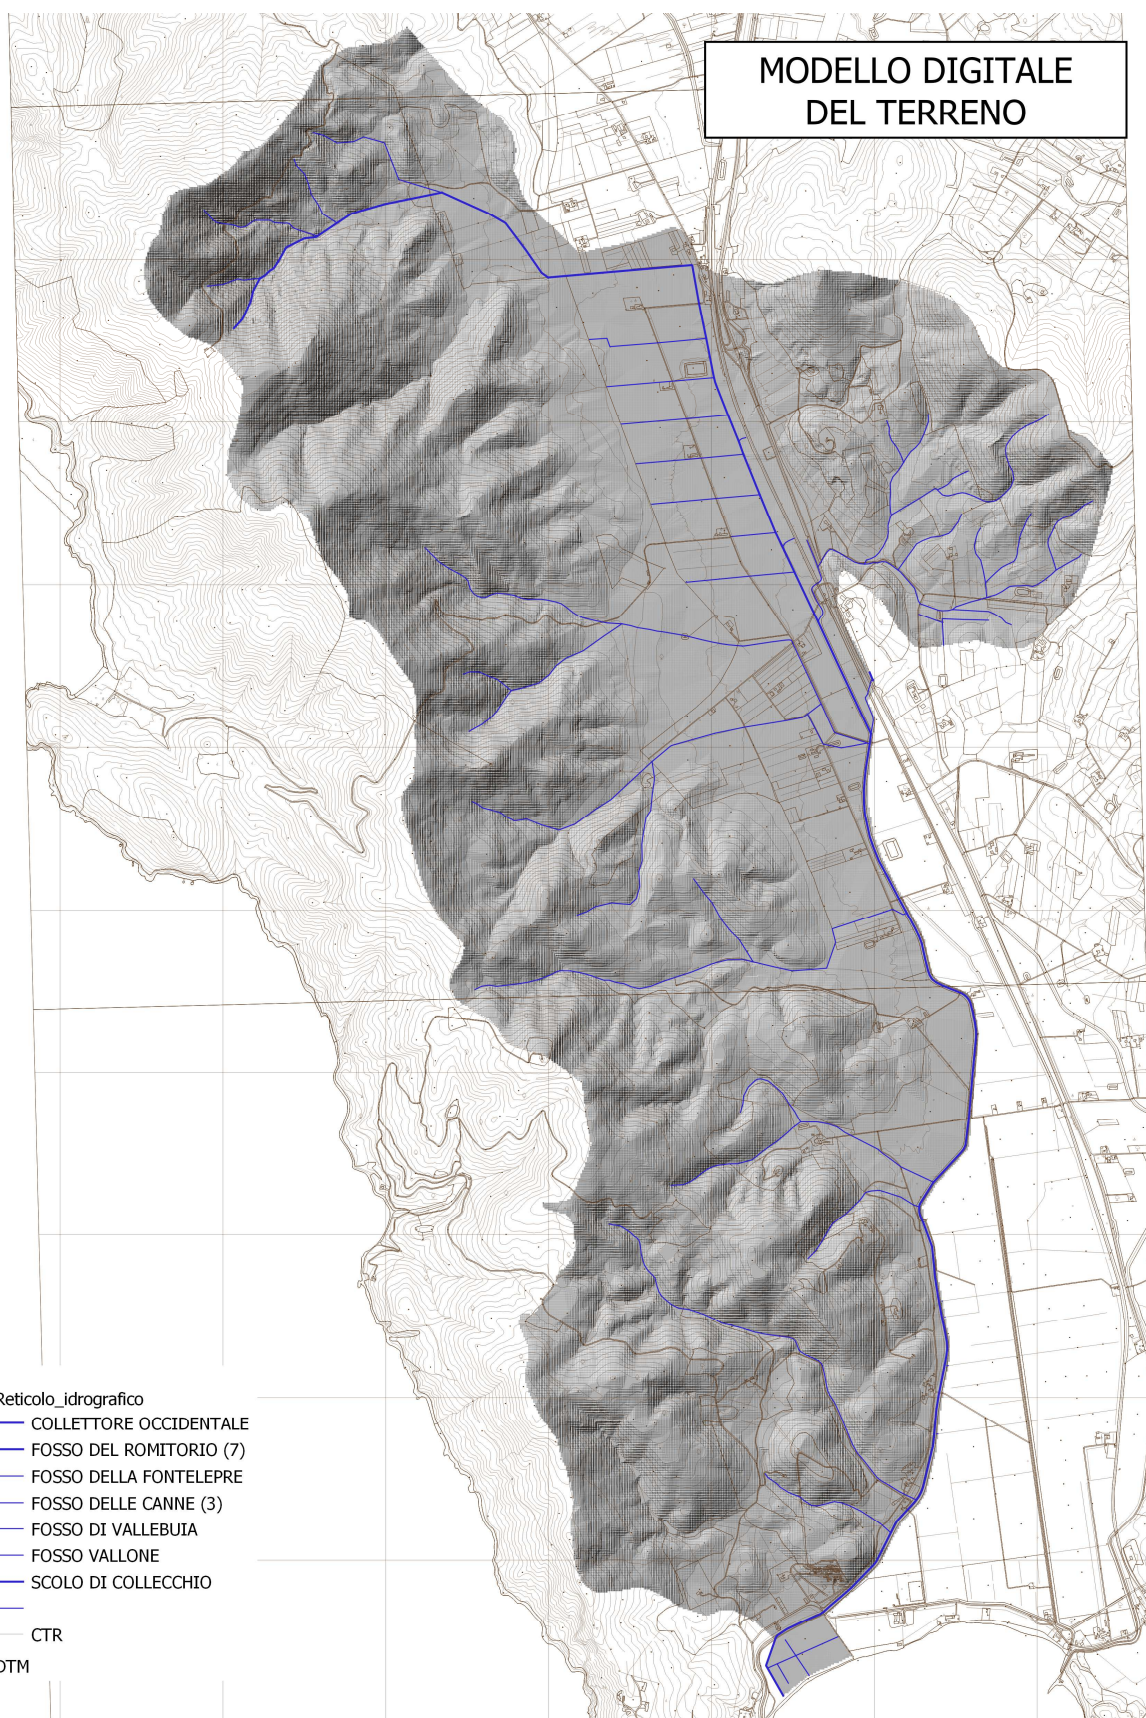 MODELLO DIGITALE
DEL TERRENO
Reticolo_idrografico
COLLETTORE OCCIDENTALE
FOSSO DEL ROMITORIO (7)
FOSSO DELLA FONTELEPRE
FOSSO DELLE CANNE (3)
FOSSO DI VALLEBUIA
FOSSO VALLONE
SCOLO DI COLLECCHIO
CTR
DTM